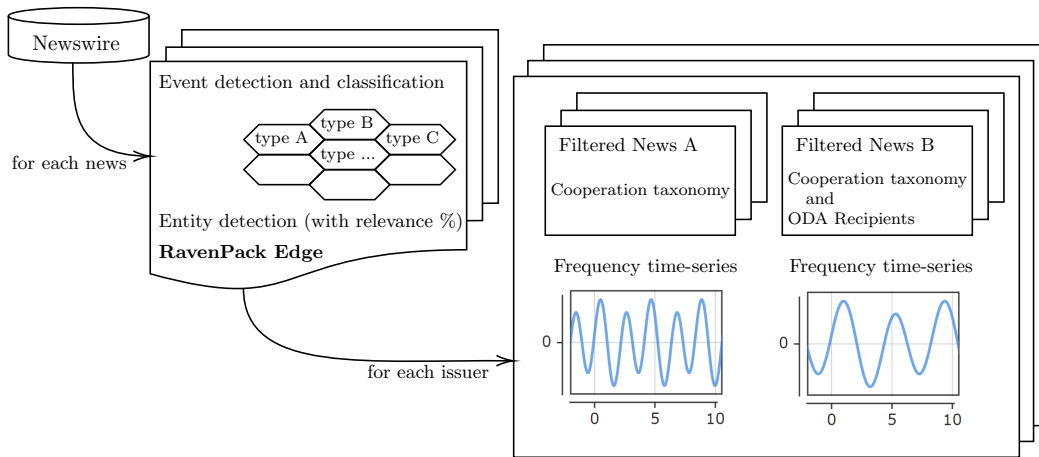 Newswire
for each news
Event detection and classification
type A
type B
type C
type ...
Entity detection (with relevance %)
RavenPack Edge
for each issuer
Filtered News A
Cooperation taxonomy
Filtered News B
Cooperation taxonomy
and
ODA Recipients
Frequency time-series
0
0
5
10
Frequency time-series
0
0
5
10